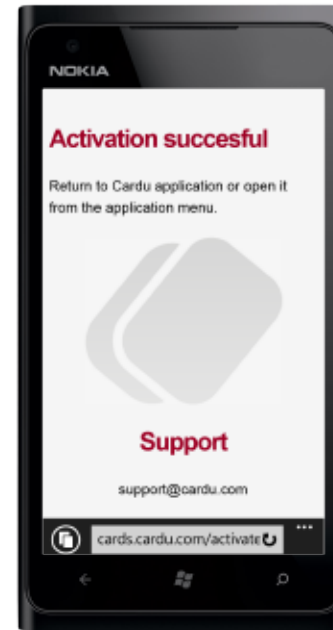 NOKIA
Activation succesful
Return to Cardu application or open it
from the application menu.
Support
support@cardu.com
cards.cardu.com/activate